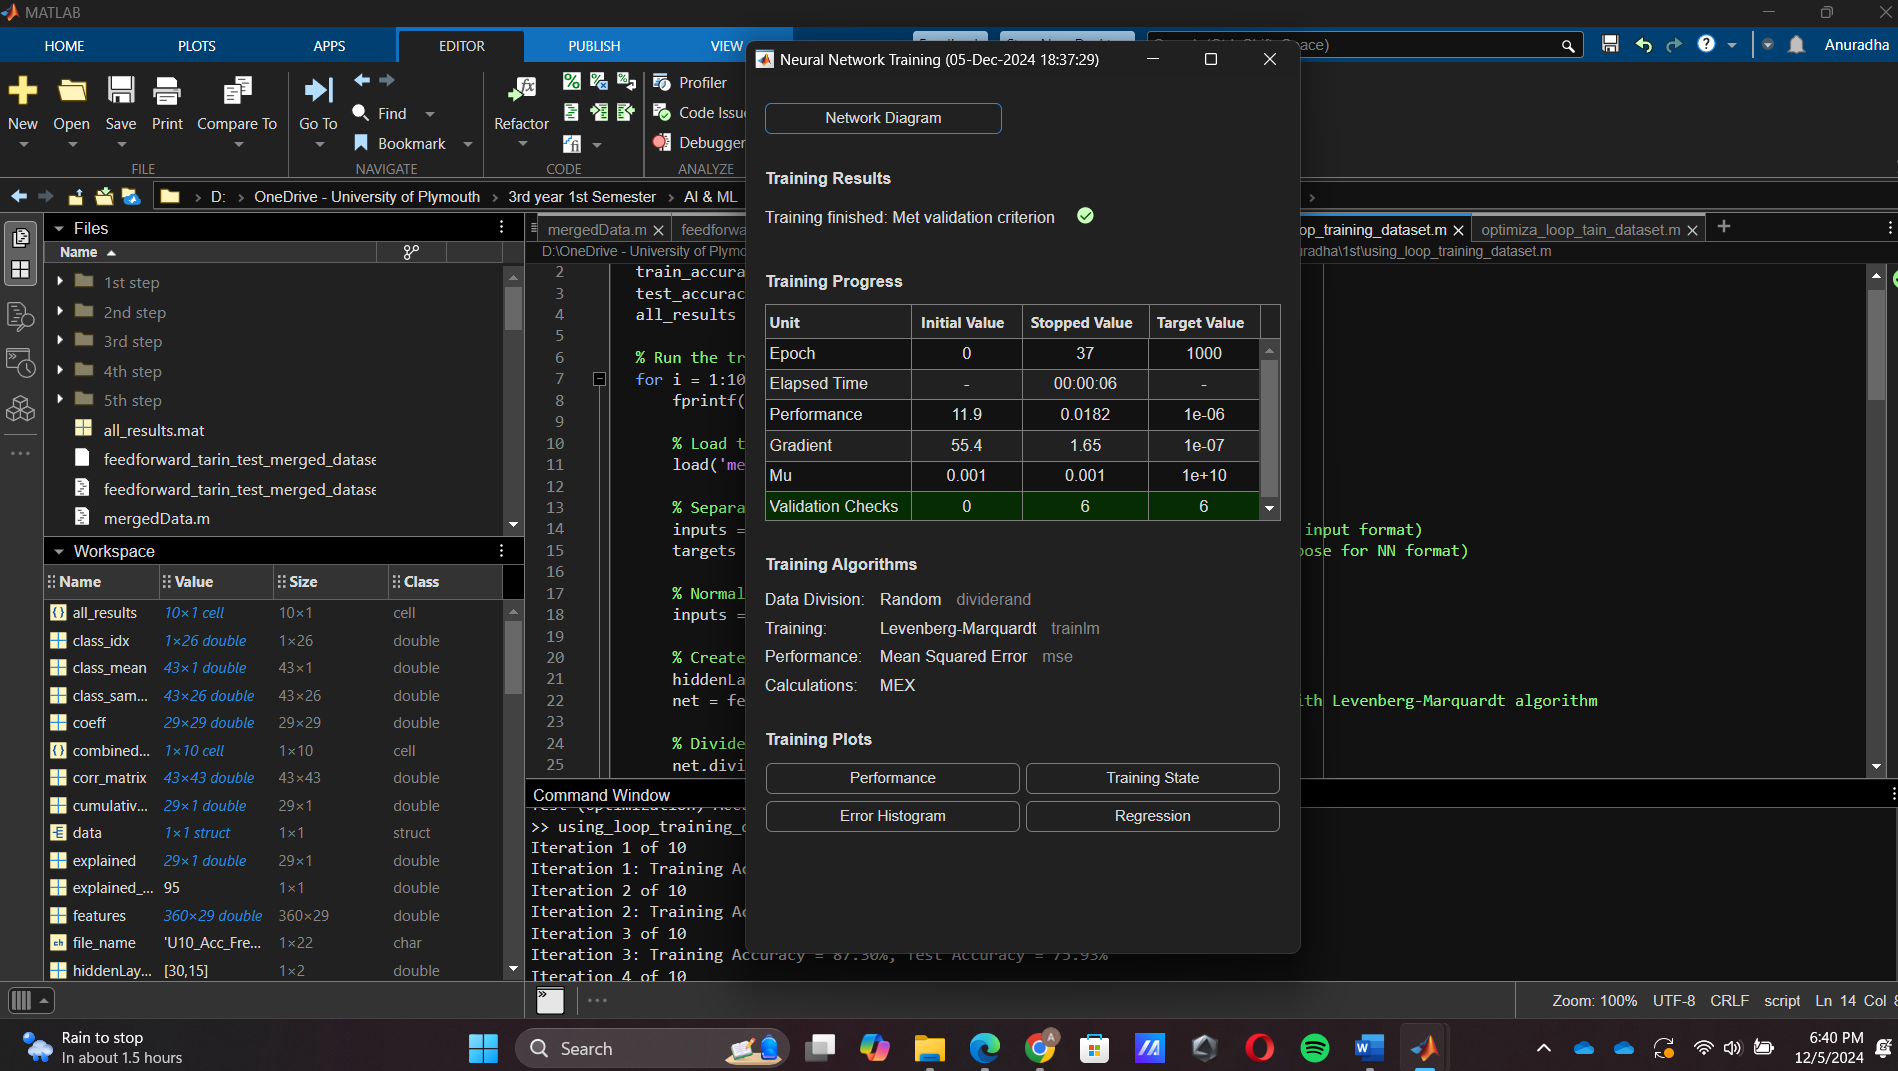 MATLAB
HOME PLOTS APPS EDITOR PUBLISH VIEW
Anuradha
New Open Save Print Compare To
FILE
Go To Find Bookmark
NAVIGATE
Refactor
CODE
Profiler
Debugger
ANALYZE
D: OneDrive - University of Plymouth 3rd year 1st Semester AI & ML
Files
Name
1st step
2nd step
3rd step
4th step
5th step
all_results.mat
feedforward_tarin_test_merged_datase
feedforward_tarin_test_merged_datase
mergedData.m
Workspace
Name Value Size Class
all_results 10×1 cell 10×1 cell
class_idx 1×26 double 1×26 double
class_mean 43×1 double 43×1 double
class_sam... 43×26 double 43×26 double
coeff 29×29 double 29×29 double
combined... 1×10 cell 1×10 cell
corr_matrix 43×43 double 43×43 double
cumulativ... 29×1 double 29×1 double
data 1×1 struct 1×1 struct
explained 29×1 double 29×1 double
explained_... 95 1×1 double
features 360×29 double 360×29 double
file_name 'U10_Acc_Fre... 1×22 char
hiddenLay... [30,15] 1×2 double
mergedData.m feedforwa op_training_dataset.m optimiza_loop_tain_dataset.m
D:\OneDrive - University of Plymo radha\1st\using_loop_training_dataset.m
2 train_accura
3 test_accurac
4 all_results
5
6 % Run the tr
7 for i = 1:10
8 fprintf(
9
10 % Load t
11 load('me
12
13 % Separa
14 inputs = input format)
15 targets pose for NN format)
16
17 % Normal
18 inputs =
19
20 % Create
21 hiddenLa
22 net = fe ith Levenberg-Marquardt algorithm
23
24 % Divide
25 net.divi
Command Window
>> using_loop_training_d
Iteration 1 of 10
Iteration 1: Training Ac
Iteration 2 of 10
Iteration 2: Training Ac
Iteration 3 of 10
Iteration 3: Training Accuracy = 87.30%, Test Accuracy = 75.93%
Iteration 4 of 10
Neural Network Training (05-Dec-2024 18:37:29)
Network Diagram
Training Results
Training finished: Met validation criterion
Training Progress
Unit Initial Value Stopped Value Target Value
Epoch 0 37 1000
Elapsed Time - 00:00:06 -
Performance 11.9 0.0182 1e-06
Gradient 55.4 1.65 1e-07
Mu 0.001 0.001 1e+10
Validation Checks 0 6 6
Training Algorithms
Data Division: Random dividerand
Training: Levenberg-Marquardt trainlm
Performance: Mean Squared Error mse
Calculations: MEX
Training Plots
Performance Training State
Error Histogram Regression
Zoom: 100% UTF-8 CRLF script Ln 14 Col
Rain to stop
In about 1.5 hours
Search
6:40 PM
12/5/2024